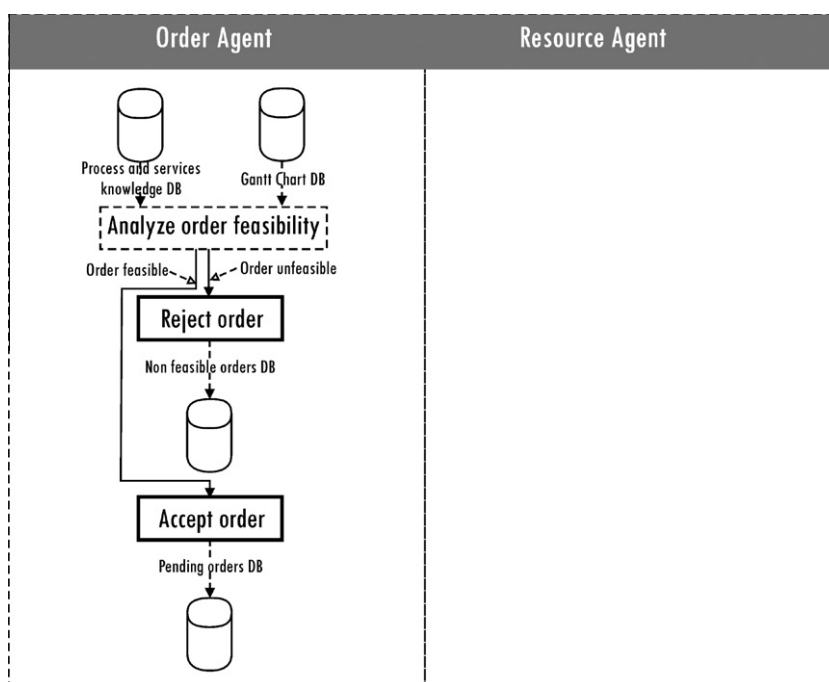 Order Agent
Resource Agent
Process and services
knowledge DB
Gantt Chart DB
Analyze order feasibility
Order feasible
Order unfeasible
Reject order
Non feasible orders DB
Accept order
Pending orders DB